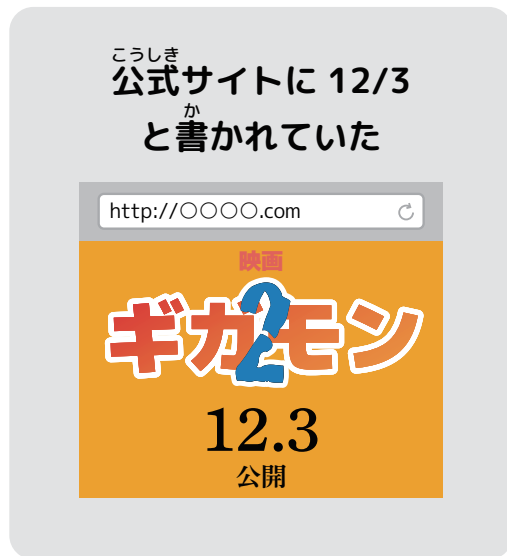 こうしき
公式サイトに 12/3
か
と書かれていた
http://○○○○.com
映画
ギガモン
2
12.3
公開